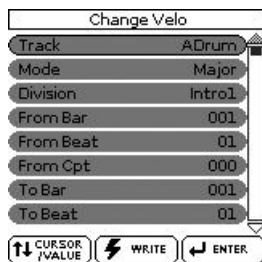 Change Velo
Track ADrum
Mode Major
Division Intro1
From Bar 001
From Beat 01
From Cpt 000
To Bar 001
To Beat 01
CURSOR /VALUE WRITE ENTER